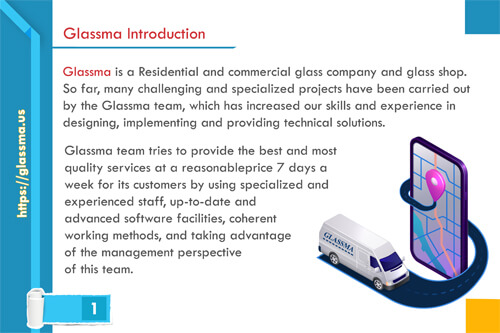 Glassma Introduction
Glassma is a Residential and commercial glass company and glass shop.
So far, many challenging and specialized projects have been carried out
by the Glassma team, which has increased our skills and experience in
designing, implementing and providing technical solutions.
Glassma team tries to provide the best and most
quality services at a reasonableprice 7 days a
week for its customers by using specialized and
experienced staff, up-to-date and
advanced software facilities, coherent
working methods, and taking advantage
of the management perspective
of this team.
GLASSMA
https://glassma.us
1